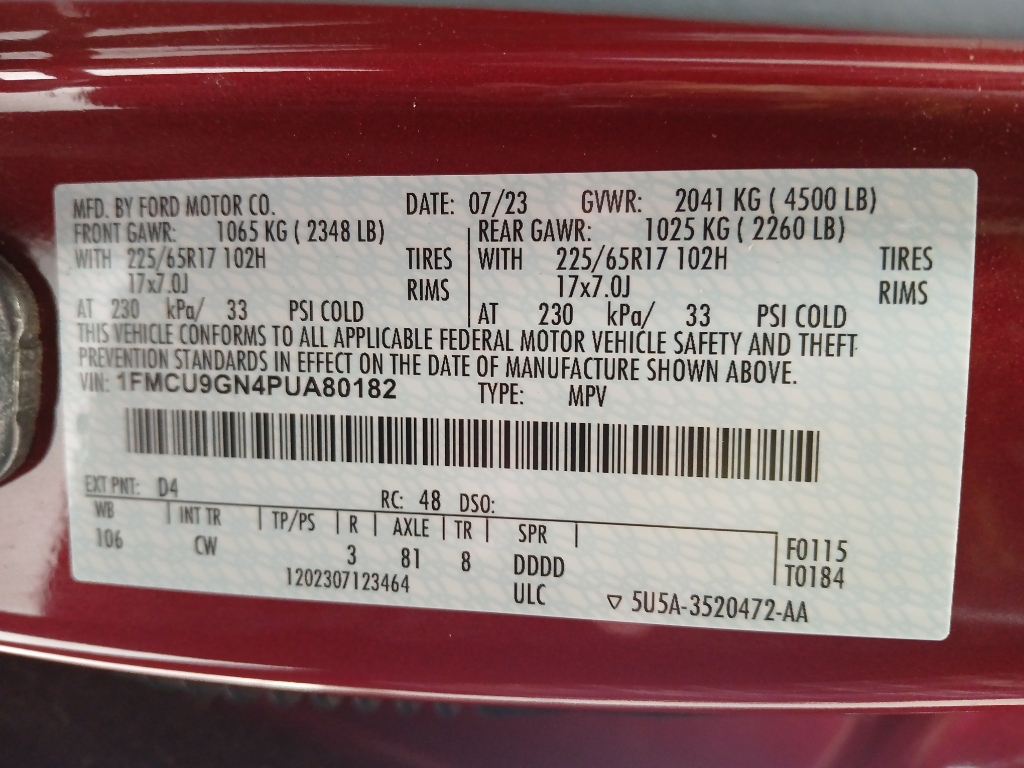 MFD. BY FORD MOTOR CO. DATE: 07/23 GVWR: 2041 KG ( 4500 LB)
FRONT GAWR: 1065 KG ( 2348 LB) REAR GAWR: 1025 KG ( 2260 LB)
WITH 225/65R17 102H TIRES WITH 225/65R17 102H TIRES
17x7.0J RIMS 17x7.0J RIMS
AT 230 kPa/ 33 PSI COLD AT 230 kPa/ 33 PSI COLD
THIS VEHICLE CONFORMS TO ALL APPLICABLE FEDERAL MOTOR VEHICLE SAFETY AND THEFT
PREVENTION STANDARDS IN EFFECT ON THE DATE OF MANUFACTURE SHOWN ABOVE.
VIN: 1FMCU9GN4PUA80182 TYPE: MPV
EXT PNT: D4 RC: 48 DSO:
WB INT TR TP/PS R AXLE TR SPR
106 CW 3 81 8 DDDD F0115
1202307123464 ULC T0184
▽ 5U5A-3520472-AA